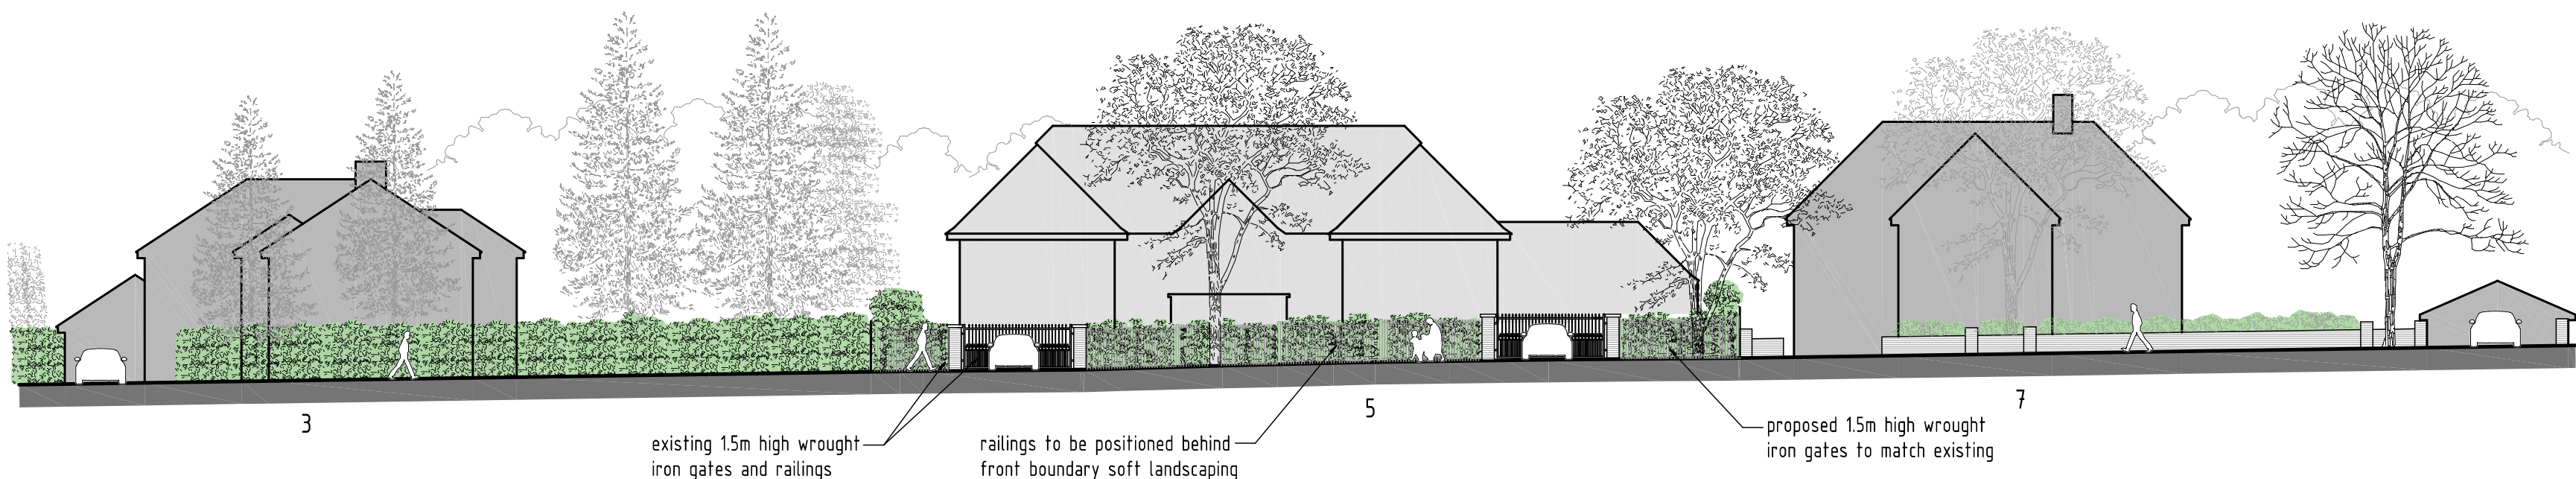 3
5
7
existing 1.5m high wrought
iron gates and railings
railings to be positioned behind
front boundary soft landscaping
proposed 1.5m high wrought
iron gates to match existing